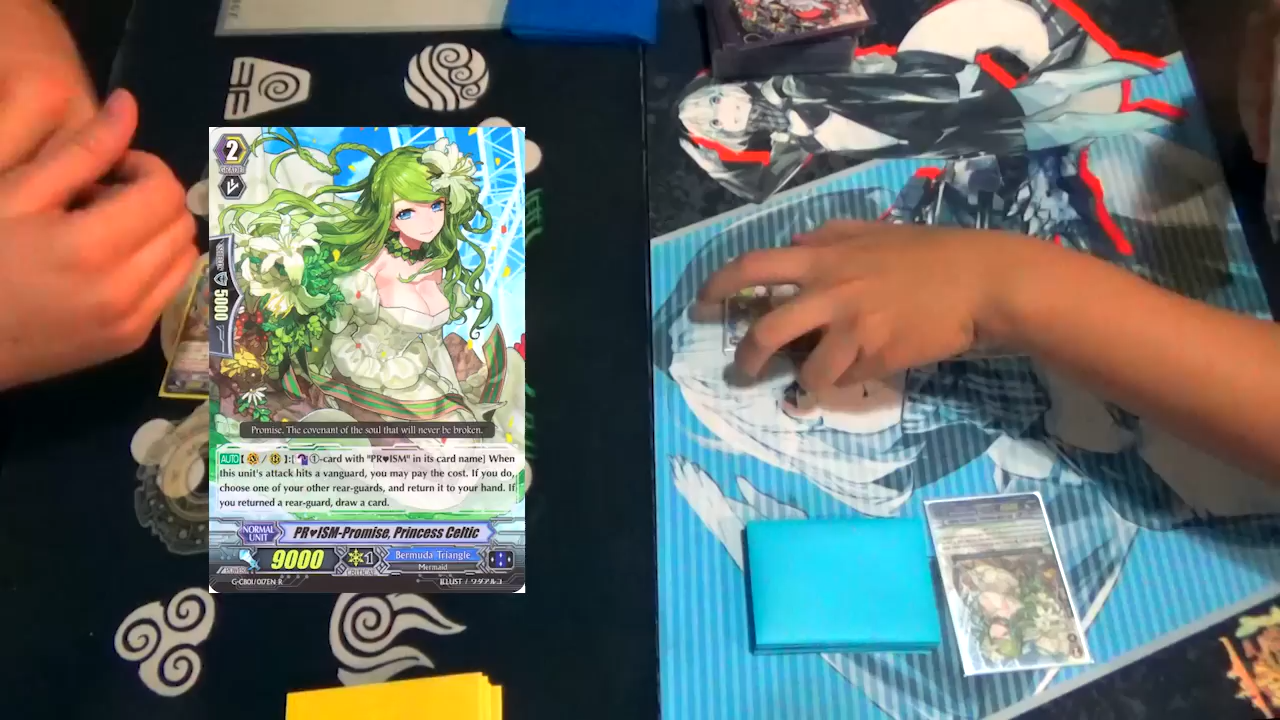 2
GRADE
5000
Promise. The covenant of the soul that will never be broken.
AUTO【 / 】:[ ①-card with "PR♥ISM" in its card name] When
this unit's attack hits a vanguard, you may pay the cost. If you do,
choose one of your other rear-guards, and return it to your hand. If
you returned a rear-guard, draw a card.
NORMAL
UNIT
PR♥ISM-Promise, Princess Celtic
POWER
9000
1
CRITICAL
Bermuda Triangle
Mermaid
G-CB01/017EN R
ILLUST / ワダアルコ